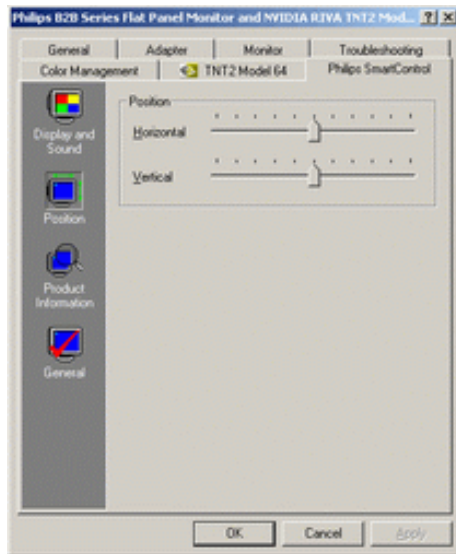 Philips B2B Series Flat Panel Monitor and NVIDIA RIVA TNT2 Mod...
General Adapter Monitor Troubleshooting
Color Management TNT2 Model 64 Philips SmartControl
Position
Display and
Sound
Horizontal
Vertical
Position
Product
Information
General
OK Cancel Apply